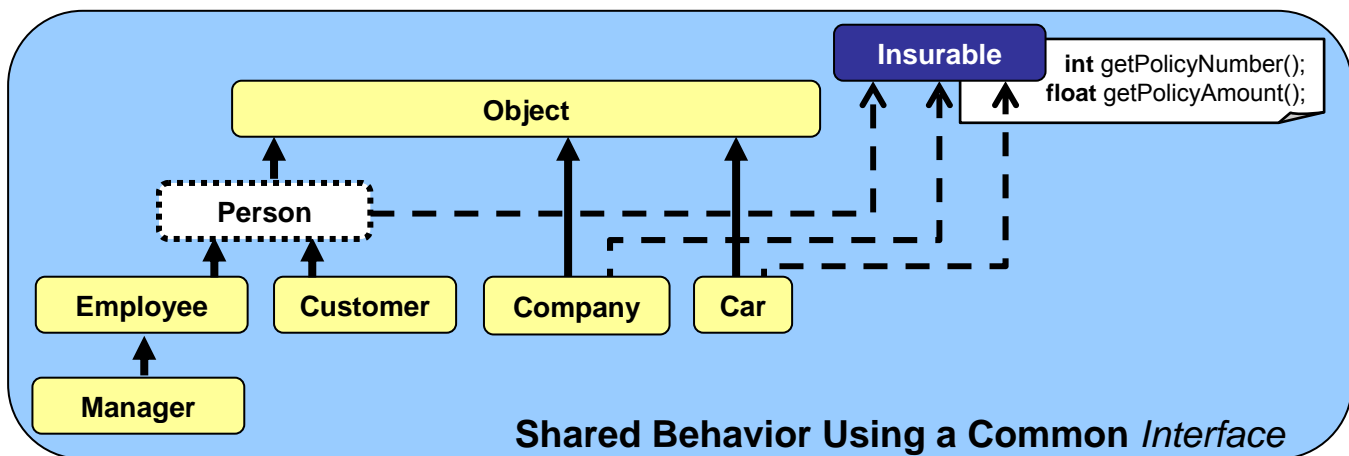 Insurable
int getPolicyNumber();
float getPolicyAmount();
Object
Person
Employee
Customer
Company
Car
Manager
Shared Behavior Using a Common Interface